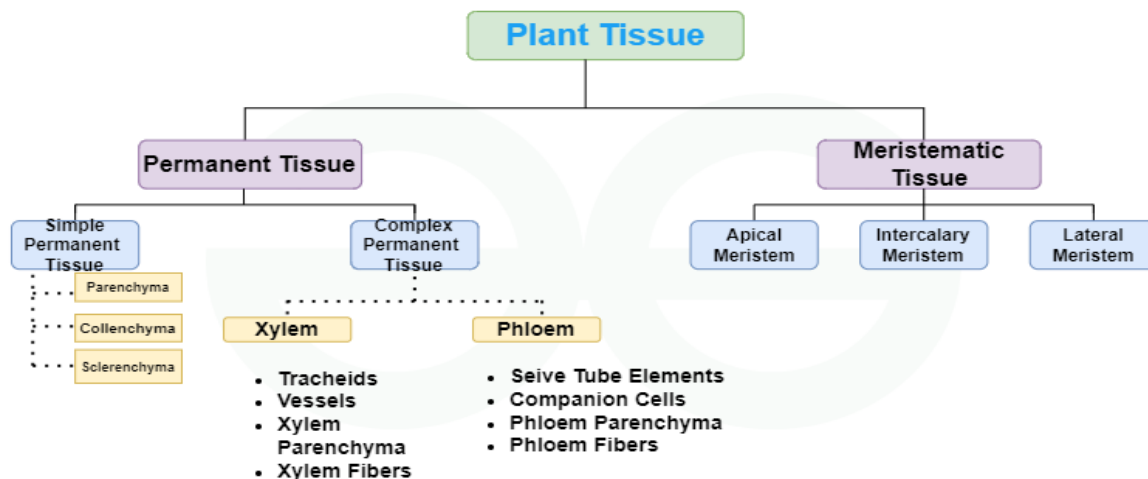 Plant Tissue
Permanent Tissue
Meristematic
Tissue
Simple
Permanent
Tissue
Complex
Permanent
Tissue
Apical
Meristem
Intercalary
Meristem
Lateral
Meristem
Parenchyma
Collenchyma
Sclerenchyma
Xylem
Phloem
• Tracheids
• Vessels
• Xylem
Parenchyma
• Xylem Fibers
• Seive Tube Elements
• Companion Cells
• Phloem Parenchyma
• Phloem Fibers